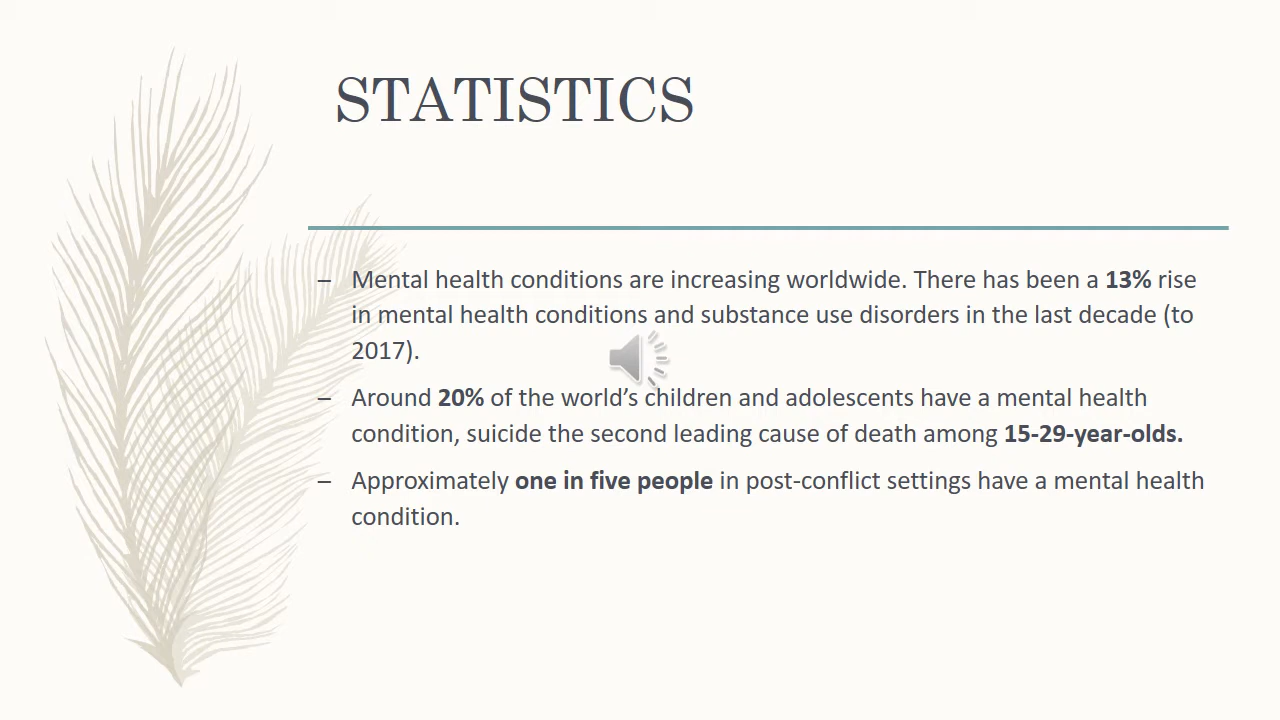 STATISTICS
– Mental health conditions are increasing worldwide. There has been a 13% rise
in mental health conditions and substance use disorders in the last decade (to
2017).
– Around 20% of the world’s children and adolescents have a mental health
condition, suicide the second leading cause of death among 15-29-year-olds.
– Approximately one in five people in post-conflict settings have a mental health
condition.